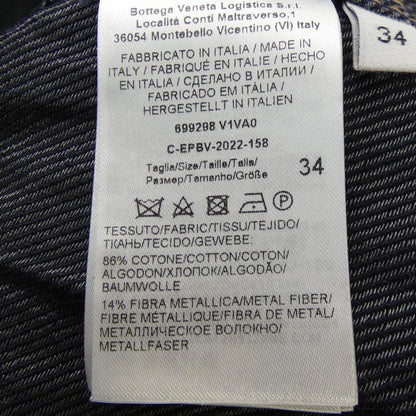 Bottega Veneta Logistica S.r.l.
Località Conti Maltraverso,1
36054 Montebello Vicentino (VI) Italy
FABBRICATO IN ITALIA / MADE IN
ITALY / FABRIQUÉ EN ITALIE / HECHO
EN ITALIA / СДЕЛАНО В ИТАЛИИ /
FABRICADO EM ITÁLIA /
HERGESTELLT IN ITALIEN
699298 V1VA0
C-EPBV-2022-158
Taglia/Size/Taille/Talla/
Размер/Tamanho/Größe
34
P
TESSUTO/FABRIC/TISSU/TEJIDO/
ТКАНЬ/TECIDO/GEWEBE:
86% COTONE/COTTON/COTON/
ALGODON/ХЛОПОК/ALGODÃO/
BAUMWOLLE
14% FIBRA METALLICA/METAL FIBER/
FIBRE MÉTALLIQUE/FIBRA DE METAL/
МЕТАЛЛИЧЕСКОЕ ВОЛОКНО/
METALLFASER
34